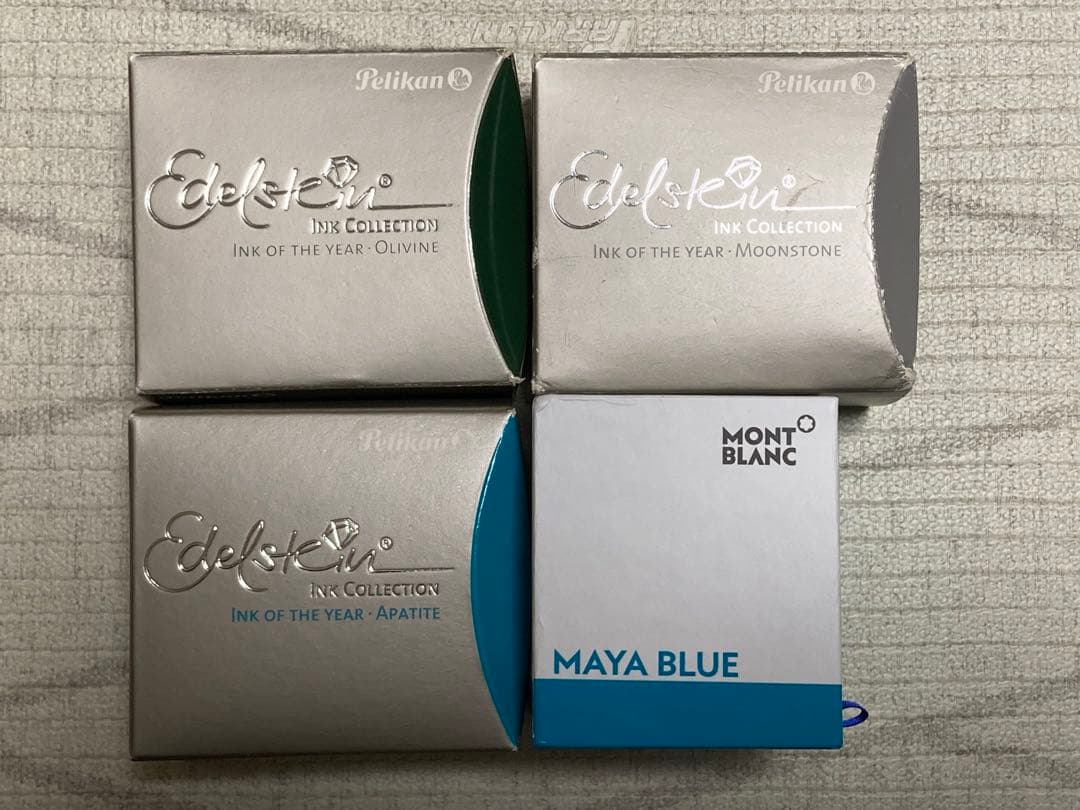 Pelikan
Edelstein®
INK COLLECTION
INK OF THE YEAR · OLIVINE
Pelikan
Edelstein®
INK COLLECTION
INK OF THE YEAR · MOONSTONE
Pelikan
Edelstein®
INK COLLECTION
INK OF THE YEAR · APATITE
MONT
BLANC
MAYA BLUE